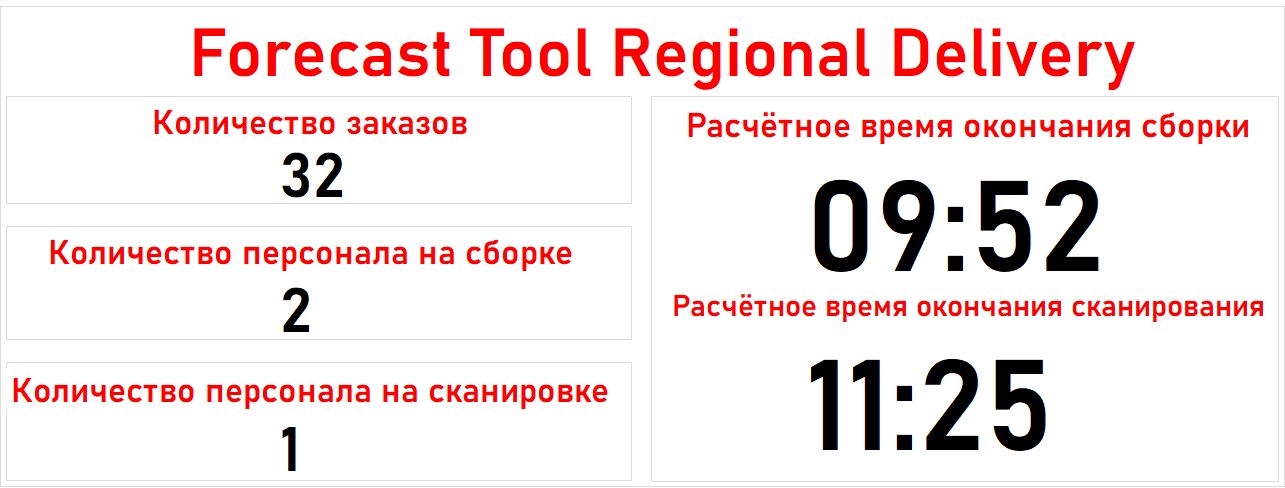 Forecast Tool Regional Delivery
Количество заказов
32
Количество персонала на сборке
2
Количество персонала на сканировке
1
Расчётное время окончания сборки
09:52
Расчётное время окончания сканирования
11:25